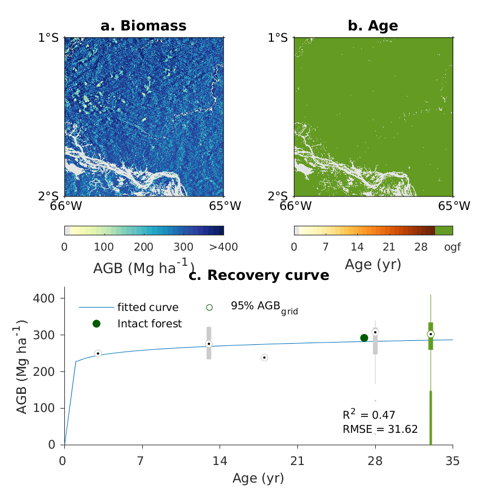 a. Biomass
b. Age
1°S
1°S
2°S
2°S
66°W
65°W
66°W
65°W
0 100 200 300 >400
0 7 14 21 28 ogf
AGB (Mg ha⁻¹)
Age (yr)
c. Recovery curve
400
300
200
100
0
AGB (Mg ha⁻¹)
fitted curve
95% AGB_grid
Intact forest
R² = 0.47
RMSE = 31.62
0 7 14 21 28 35
Age (yr)